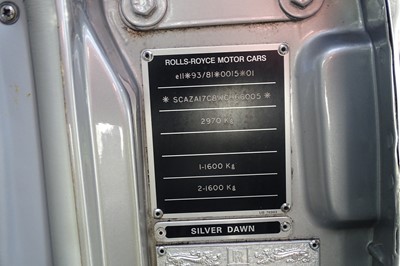 ROLLS-ROYCE MOTOR CARS
e11*93/81*0015*01
2970 Kg
1-1600 Kg
2-1600 Kg
SILVER DAWN